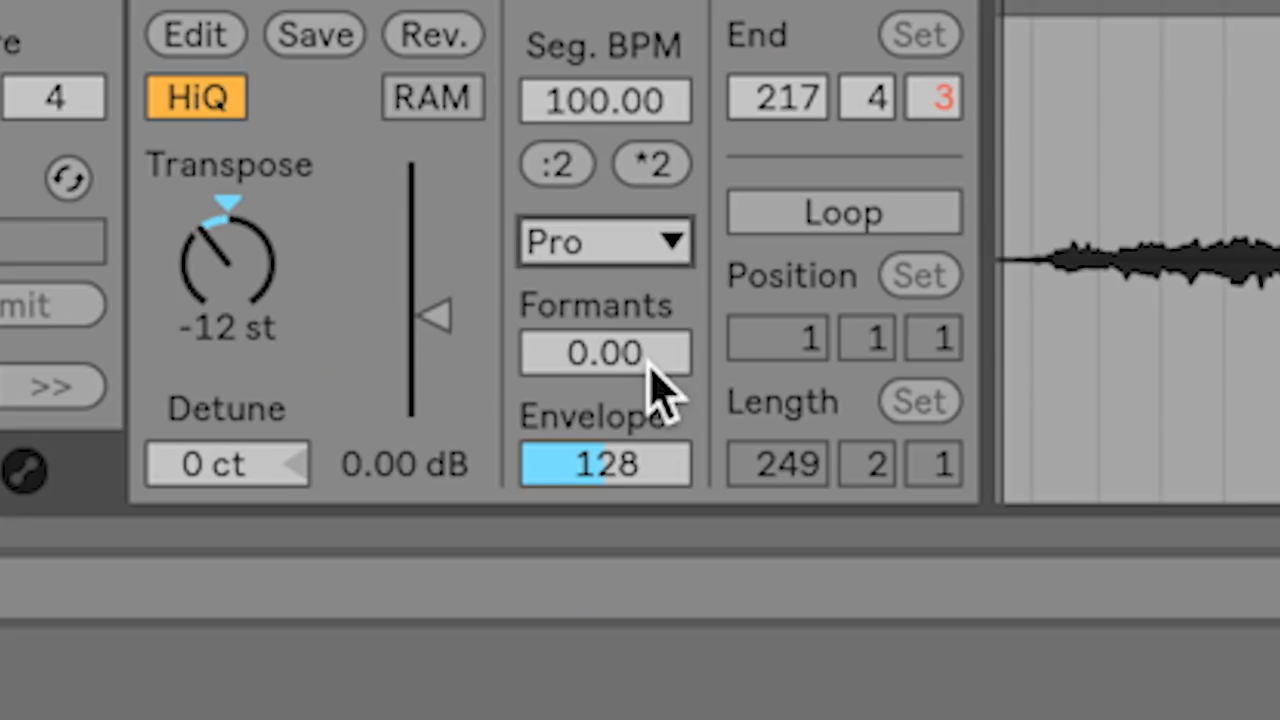 re
4
mit
>>
Edit Save Rev.
HiQ RAM
Transpose
-12 st
Detune
0 ct 0.00 dB
Seg. BPM
100.00
:2 *2
Pro
Formants
0.00
Envelope
128
End Set
217 4 3
Loop
Position Set
1 1 1
Length Set
249 2 1